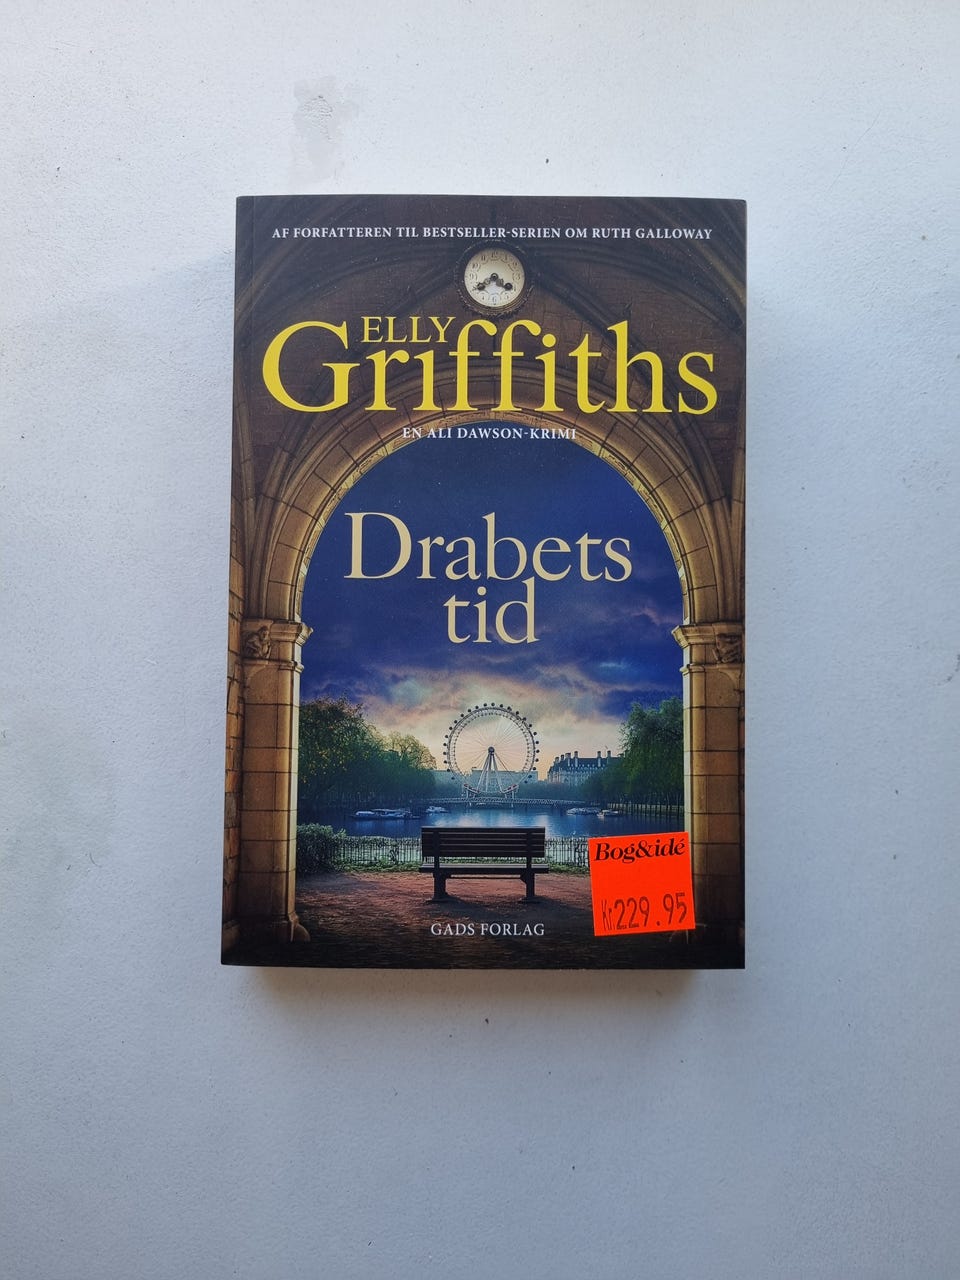 AF FORFATTEREN TIL BESTSELLER-SERIEN OM RUTH GALLOWAY
ELLY
Griffiths
EN ALI DAWSON-KRIMI
Drabets
tid
Bog&idé
Kr.229.95
GADS FORLAG